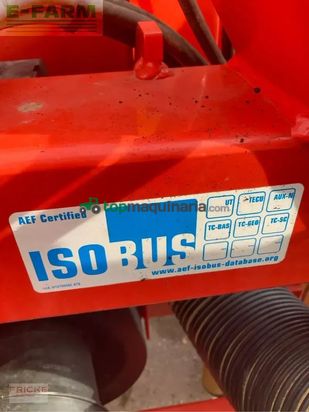 E-FARM
AEF Certified
UT TECU AUX-N
TC-BAS TC-GEO TC-SC
ISOBUS
www.aef-isobus-database.org
topmaquinaria.com
FRICKE